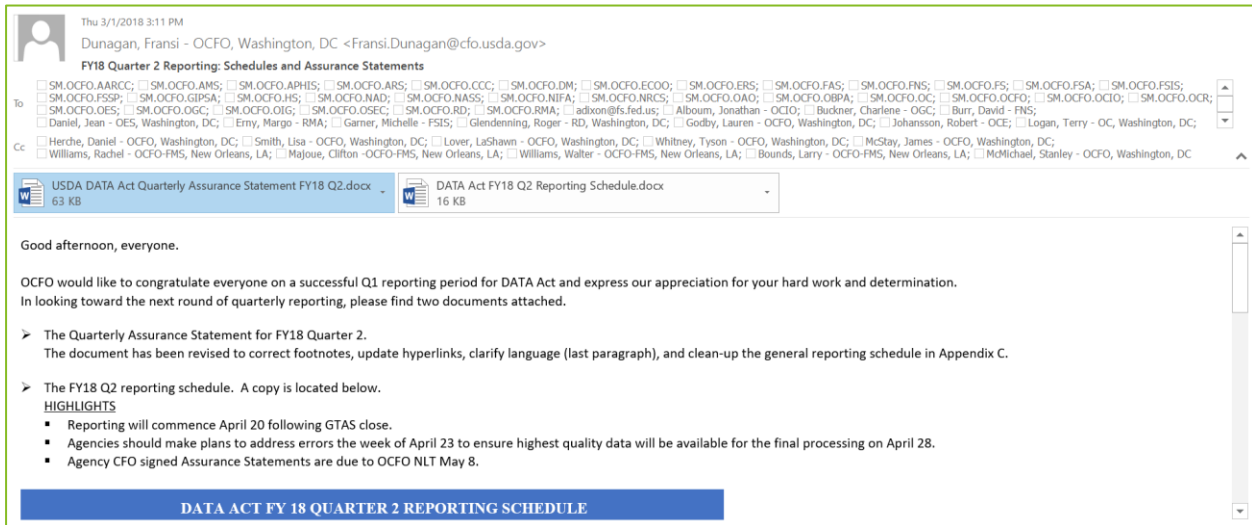 Thu 3/1/2018 3:11 PM
Dunagan, Fransi - OCFO, Washington, DC <Fransi.Dunagan@cfo.usda.gov>
FY18 Quarter 2 Reporting: Schedules and Assurance Statements
SM.OCFO.AARCC; SM.OCFO.AMS; SM.OCFO.APHIS; SM.OCFO.ARS; SM.OCFO.CCC; SM.OCFO.DM; SM.OCFO.ECOO; SM.OCFO.ERS; SM.OCFO.FAS; SM.OCFO.FNS; SM.OCFO.FS; SM.OCFO.FSA; SM.OCFO.FSIS;
To SM.OCFO.FSSP; SM.OCFO.GIPSA; SM.OCFO.HS; SM.OCFO.NAD; SM.OCFO.NASS; SM.OCFO.NIFA; SM.OCFO.NRCS; SM.OCFO.OAO; SM.OCFO.OBPA; SM.OCFO.OC; SM.OCFO.OCFO; SM.OCFO.OCIO; SM.OCFO.OCR;
SM.OCFO.OES; SM.OCFO.OGC; SM.OCFO.OIG; SM.OCFO.OSEC; SM.OCFO.RD; SM.OCFO.RMA; adixon@fs.fed.us; Alboum, Jonathan - OCIO; Buckner, Charlene - OGC; Burr, David - FNS;
Daniel, Jean - OES, Washington, DC; Erny, Margo - RMA; Garner, Michelle - FSIS; Glendenning, Roger - RD, Washington, DC; Godby, Lauren - OCFO, Washington, DC; Johansson, Robert - OCE; Logan, Terry - OC, Washington, DC;
Cc Herche, Daniel - OCFO, Washington, DC; Smith, Lisa - OCFO, Washington, DC; Lover, LaShawn - OCFO, Washington, DC; Whitney, Tyson - OCFO, Washington, DC; McStay, James - OCFO, Washington, DC;
Williams, Rachel - OCFO-FMS, New Orleans, LA; Majoue, Clifton -OCFO-FMS, New Orleans, LA; Williams, Walter - OCFO-FMS, New Orleans, LA; Bounds, Larry - OCFO-FMS, New Orleans, LA; McMichael, Stanley - OCFO, Washington, DC
USDA DATA Act Quarterly Assurance Statement FY18 Q2.docx
63 KB
DATA Act FY18 Q2 Reporting Schedule.docx
16 KB
Good afternoon, everyone.
OCFO would like to congratulate everyone on a successful Q1 reporting period for DATA Act and express our appreciation for your hard work and determination.
In looking toward the next round of quarterly reporting, please find two documents attached.
➢ The Quarterly Assurance Statement for FY18 Quarter 2.
The document has been revised to correct footnotes, update hyperlinks, clarify language (last paragraph), and clean-up the general reporting schedule in Appendix C.
➢ The FY18 Q2 reporting schedule. A copy is located below.
HIGHLIGHTS
▪ Reporting will commence April 20 following GTAS close.
▪ Agencies should make plans to address errors the week of April 23 to ensure highest quality data will be available for the final processing on April 28.
▪ Agency CFO signed Assurance Statements are due to OCFO NLT May 8.
DATA ACT FY 18 QUARTER 2 REPORTING SCHEDULE